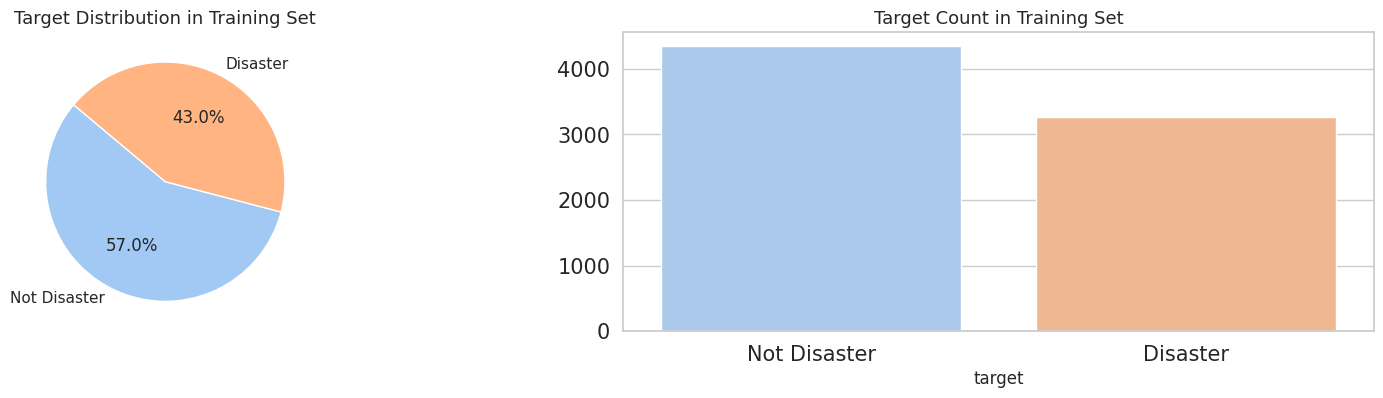 Target Distribution in Training Set
Disaster
43.0%
57.0%
Not Disaster
Target Count in Training Set
4000
3000
2000
1000
0
Not Disaster
Disaster
target